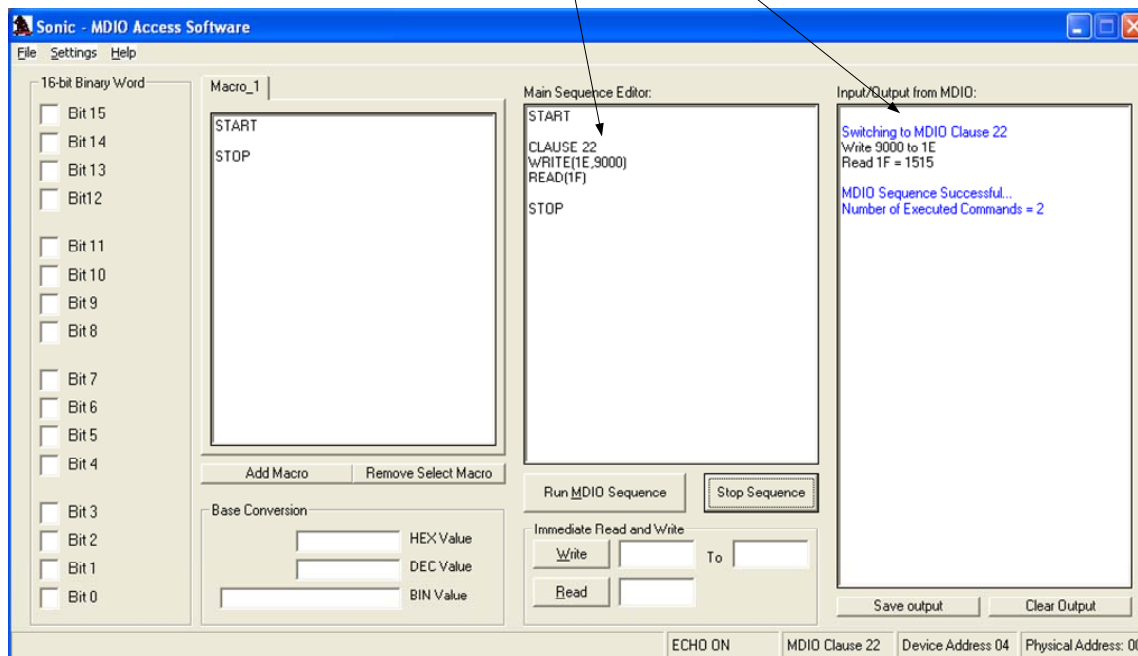 Sonic - MDIO Access Software
File Settings Help
16-bit Binary Word
Bit 15
Bit 14
Bit 13
Bit12
Bit 11
Bit 10
Bit 9
Bit 8
Bit 7
Bit 6
Bit 5
Bit 4
Bit 3
Bit 2
Bit 1
Bit 0
Macro_1
START
STOP
Add Macro
Remove Select Macro
Base Conversion
HEX Value
DEC Value
BIN Value
Main Sequence Editor:
START
CLAUSE 22
WRITE(1E,9000)
READ(1F)
STOP
Run MDIO Sequence
Stop Sequence
Immediate Read and Write
Write
To
Read
Input/Output from MDIO:
Switching to MDIO Clause 22
Write 9000 to 1E
Read 1F = 1515
MDIO Sequence Successful...
Number of Executed Commands = 2
Save output
Clear Output
ECHO ON
MDIO Clause 22
Device Address 04
Physical Address: